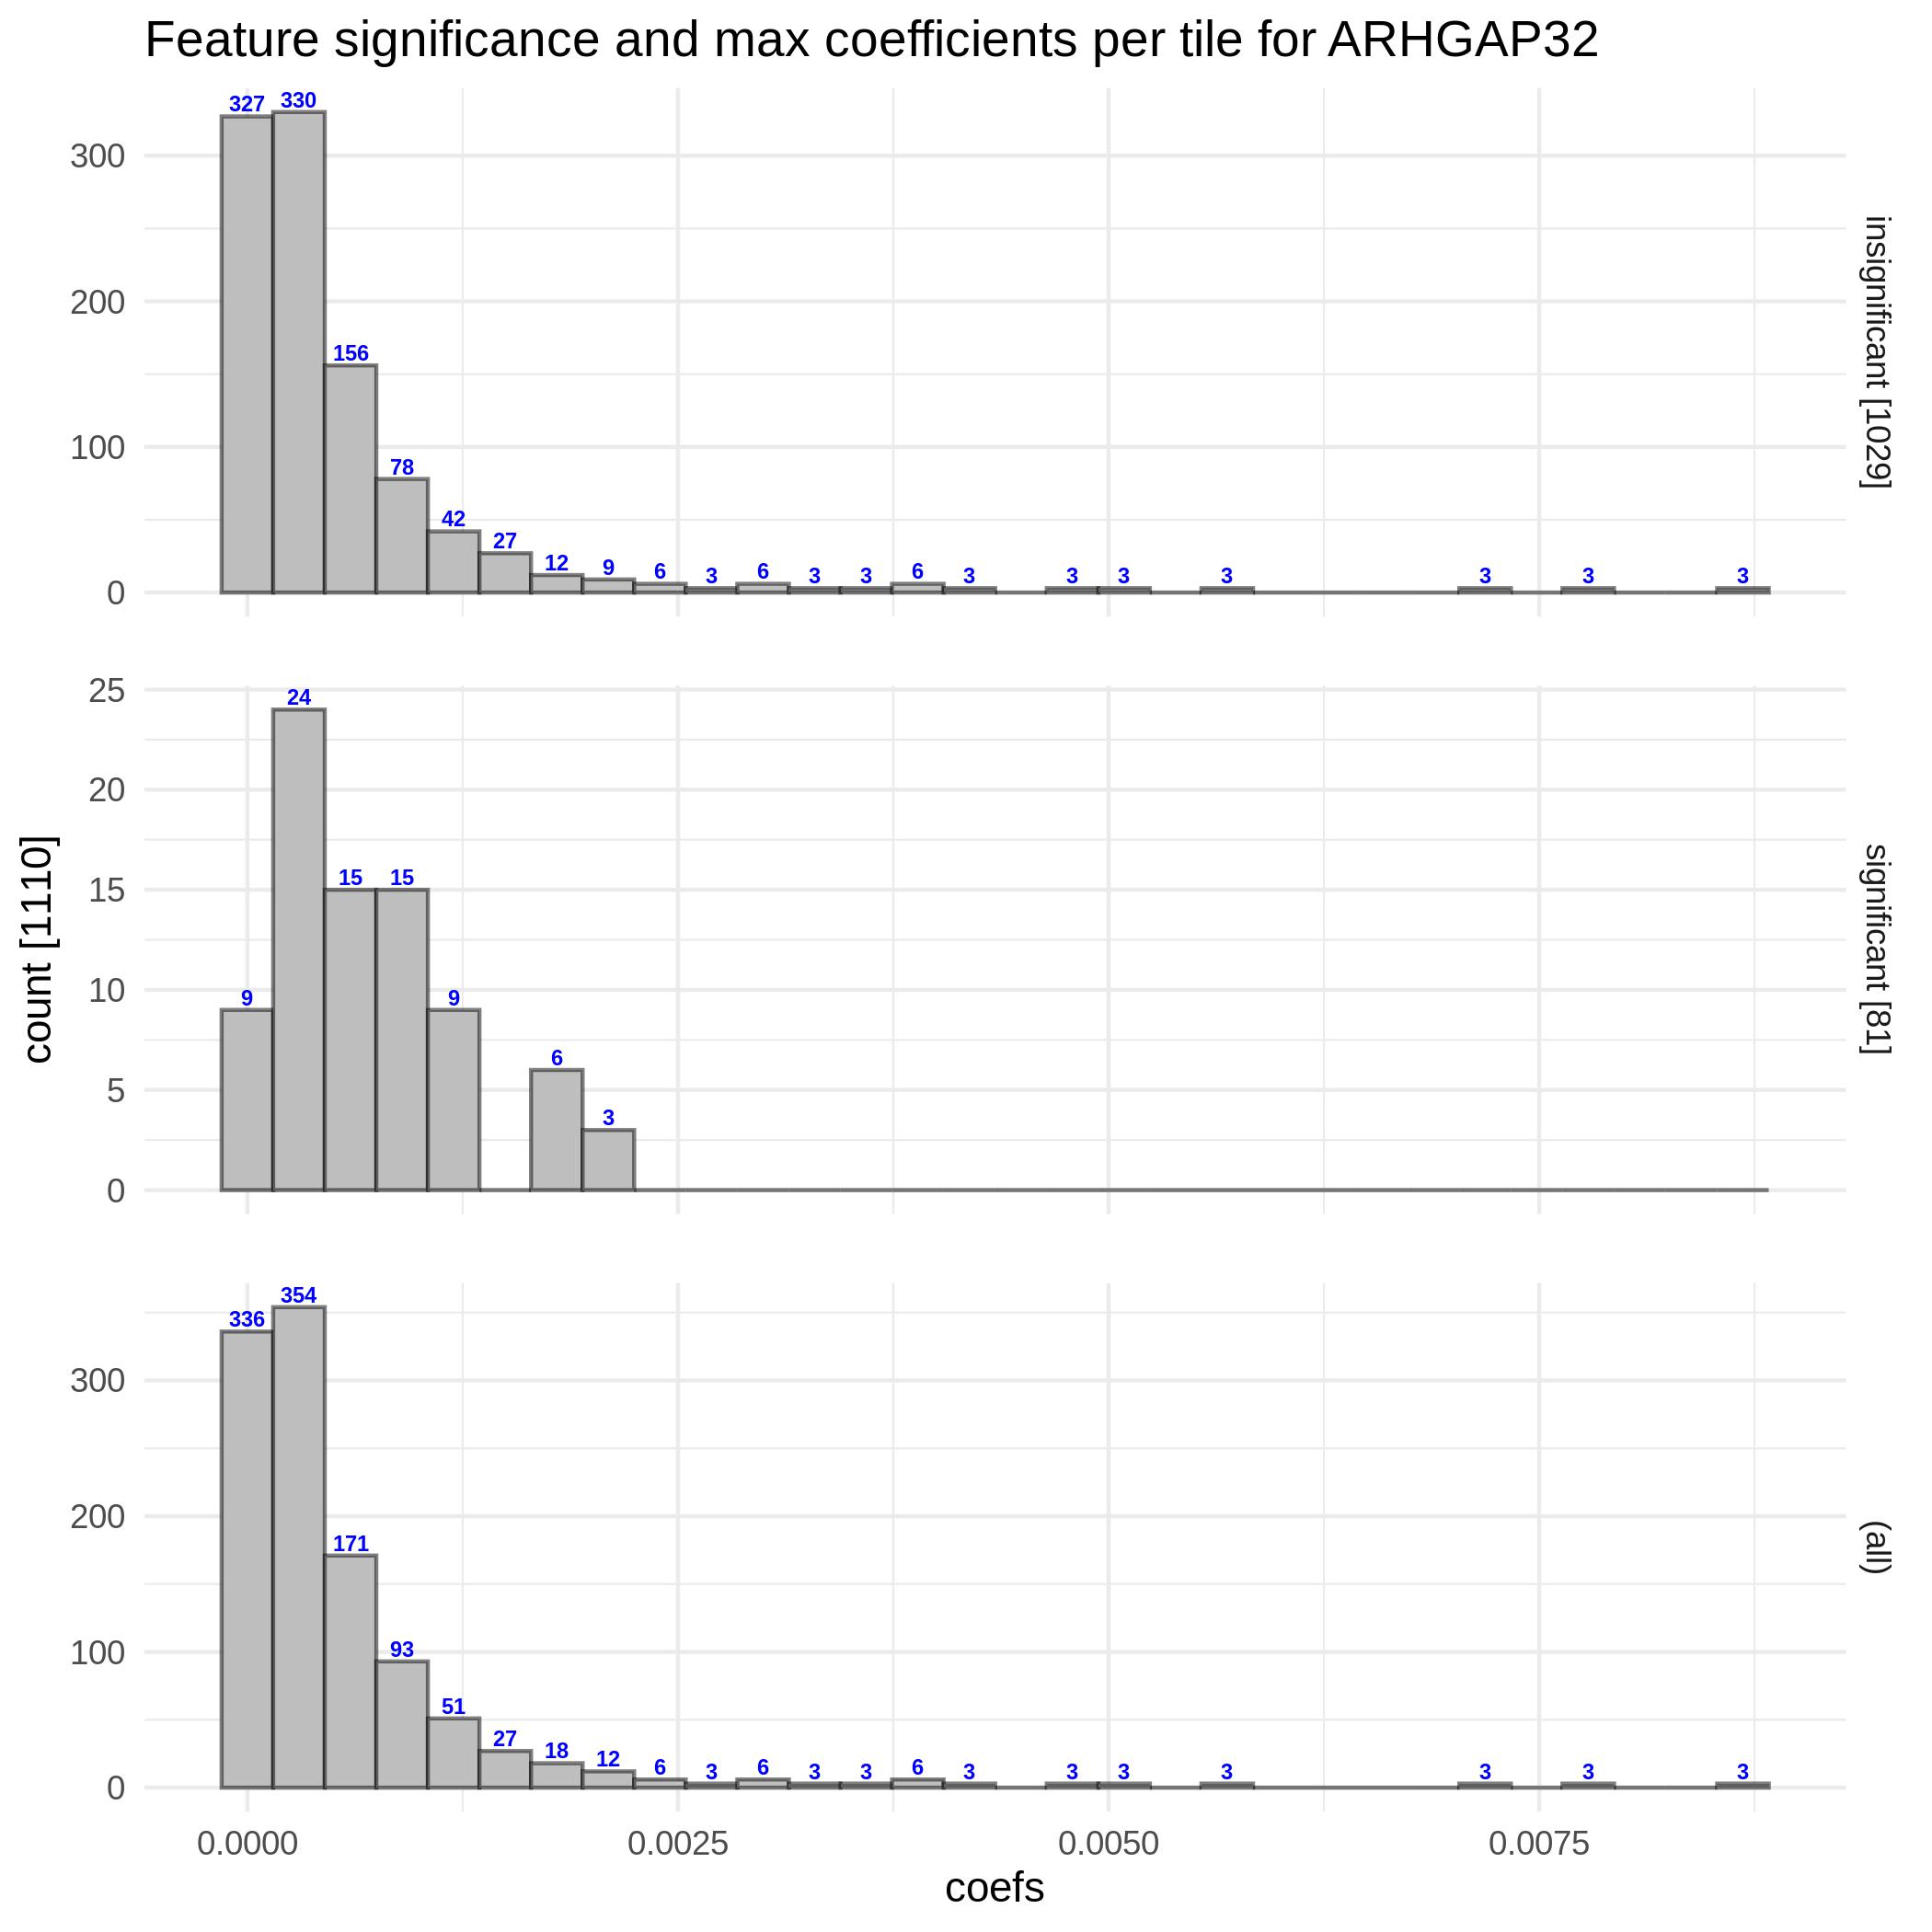 Feature significance and max coefficients per tile for ARHGAP32
327 330 156 78 42 27 12 9 6 3 6 3 3 6 3 3 3 3 3 3 3
300
200
100
0
insignificant [1029]
24 15 15 9 9 6 3
25
20
15
10
5
0
significant [81]
count [1110]
336 354 171 93 51 27 18 12 6 3 6 3 3 6 3 3 3 3 3 3 3
300
200
100
0
(all)
0.0000 0.0025 0.0050 0.0075
coefs